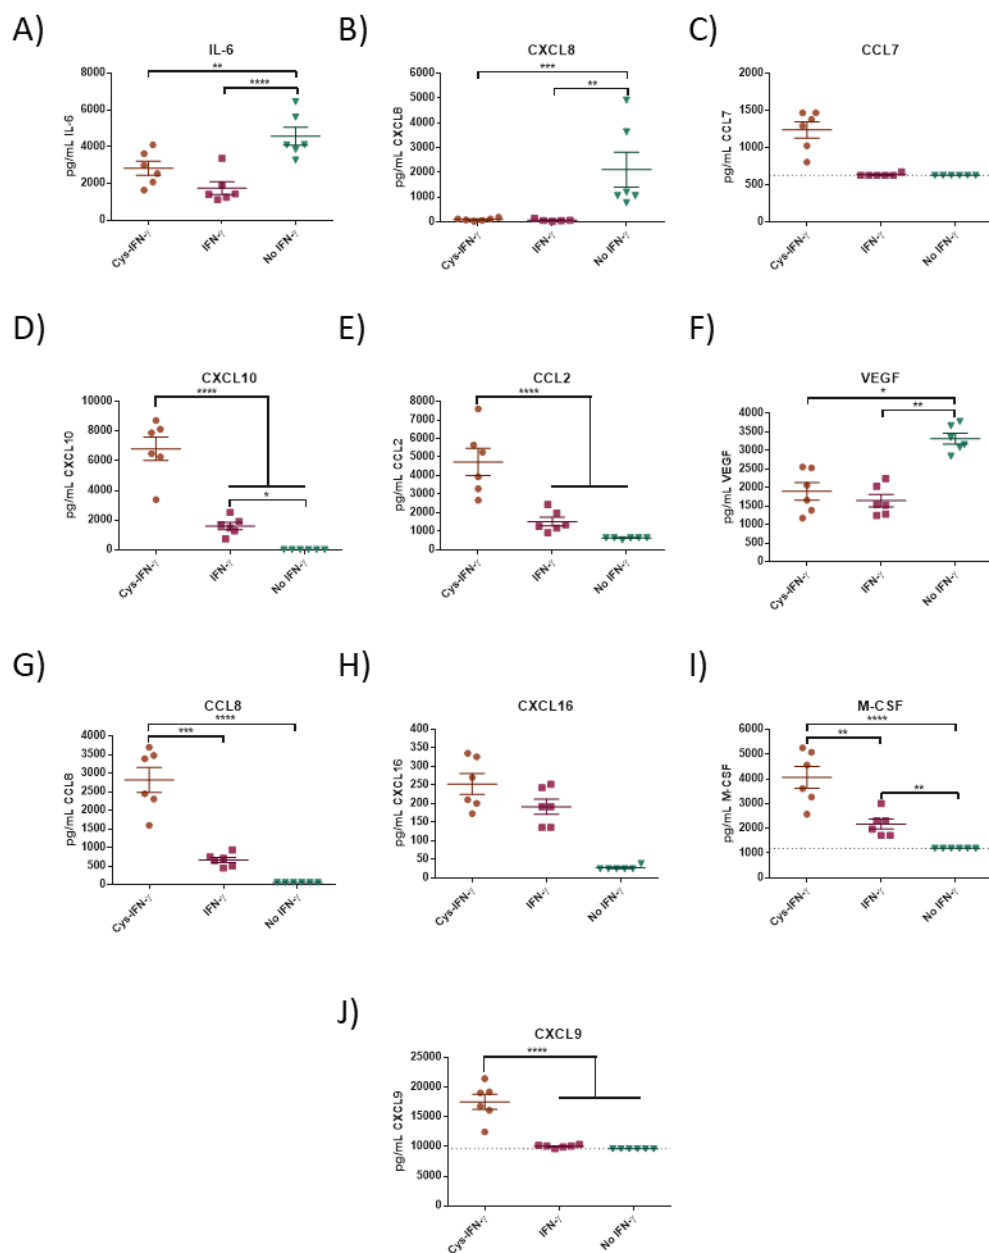 A)
IL-6
**
****
8000
6000
4000
2000
0
pg/mL IL-6
Cys-IFN-γ
IFN-γ
No IFN-γ
B)
CXCL8
***
**
6000
5000
4000
3000
2000
1000
0
pg/mL CXCL8
Cys-IFN-γ
IFN-γ
No IFN-γ
C)
CCL7
2000
1500
1000
500
0
pg/mL CCL7
Cys-IFN-γ
IFN-γ
No IFN-γ
D)
CXCL10
****
*
10000
8000
6000
4000
2000
0
pg/mL CXCL10
Cys-IFN-γ
IFN-γ
No IFN-γ
E)
CCL2
****
8000
7000
6000
5000
4000
3000
2000
1000
0
pg/mL CCL2
Cys-IFN-γ
IFN-γ
No IFN-γ
F)
VEGF
*
**
4000
3500
3000
2500
2000
1500
1000
500
0
pg/mL VEGF
Cys-IFN-γ
IFN-γ
No IFN-γ
G)
CCL8
****
***
4000
3500
3000
2500
2000
1500
1000
500
0
pg/mL CCL8
Cys-IFN-γ
IFN-γ
No IFN-γ
H)
CXCL16
400
350
300
250
200
150
100
50
0
pg/mL CXCL16
Cys-IFN-γ
IFN-γ
No IFN-γ
I)
M-CSF
****
**
**
6000
5000
4000
3000
2000
1000
0
pg/mL M-CSF
Cys-IFN-γ
IFN-γ
No IFN-γ
J)
CXCL9
****
25000
20000
15000
10000
5000
0
pg/mL CXCL9
Cys-IFN-γ
IFN-γ
No IFN-γ